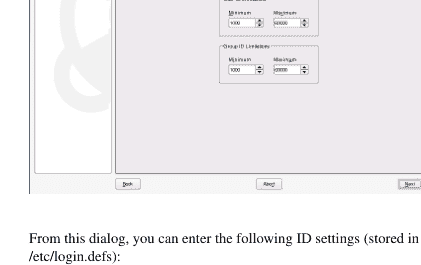 Minimum Maximum
1000 60000
Group ID Limitations
Minimum Maximum
1000 60000
Back Abort Next
From this dialog, you can enter the following ID settings (stored in
/etc/login.defs):